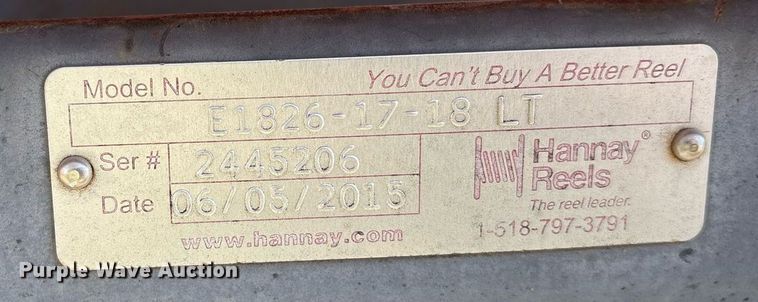 You Can't Buy A Better Reel
Model No. E1826-17-18 LT
Ser # 2445206
Date 06/05/2015
www.hannay.com
Hannay®
Reels
The reel leader.
1-518-797-3791
Purple Wave Auction